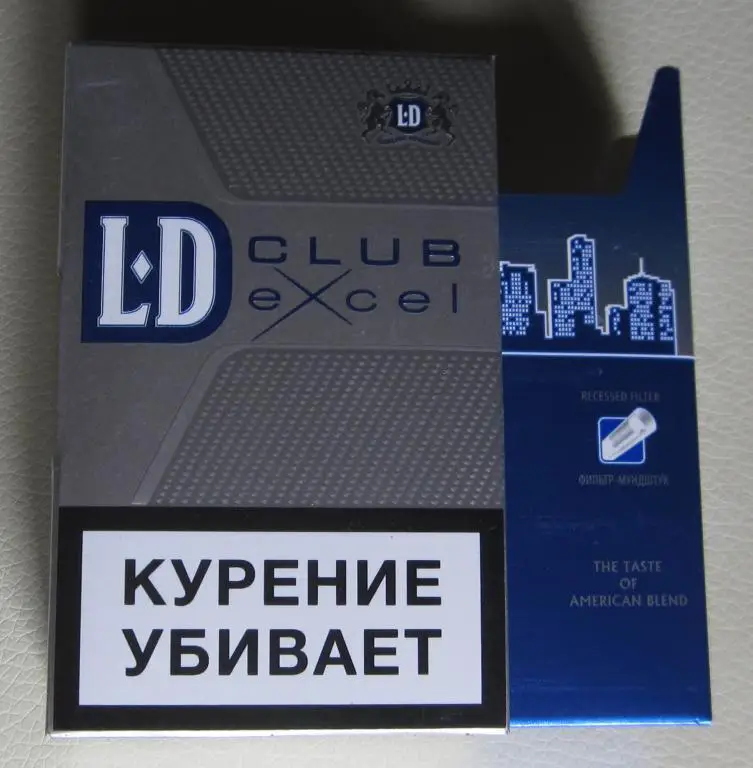 L·D
L·D
CLUB
eXcel
КУРЕНИЕ
УБИВАЕТ
RECESSED FILTER
ФИЛЬТР-МУНДШТУК
THE TASTE
OF
AMERICAN BLEND